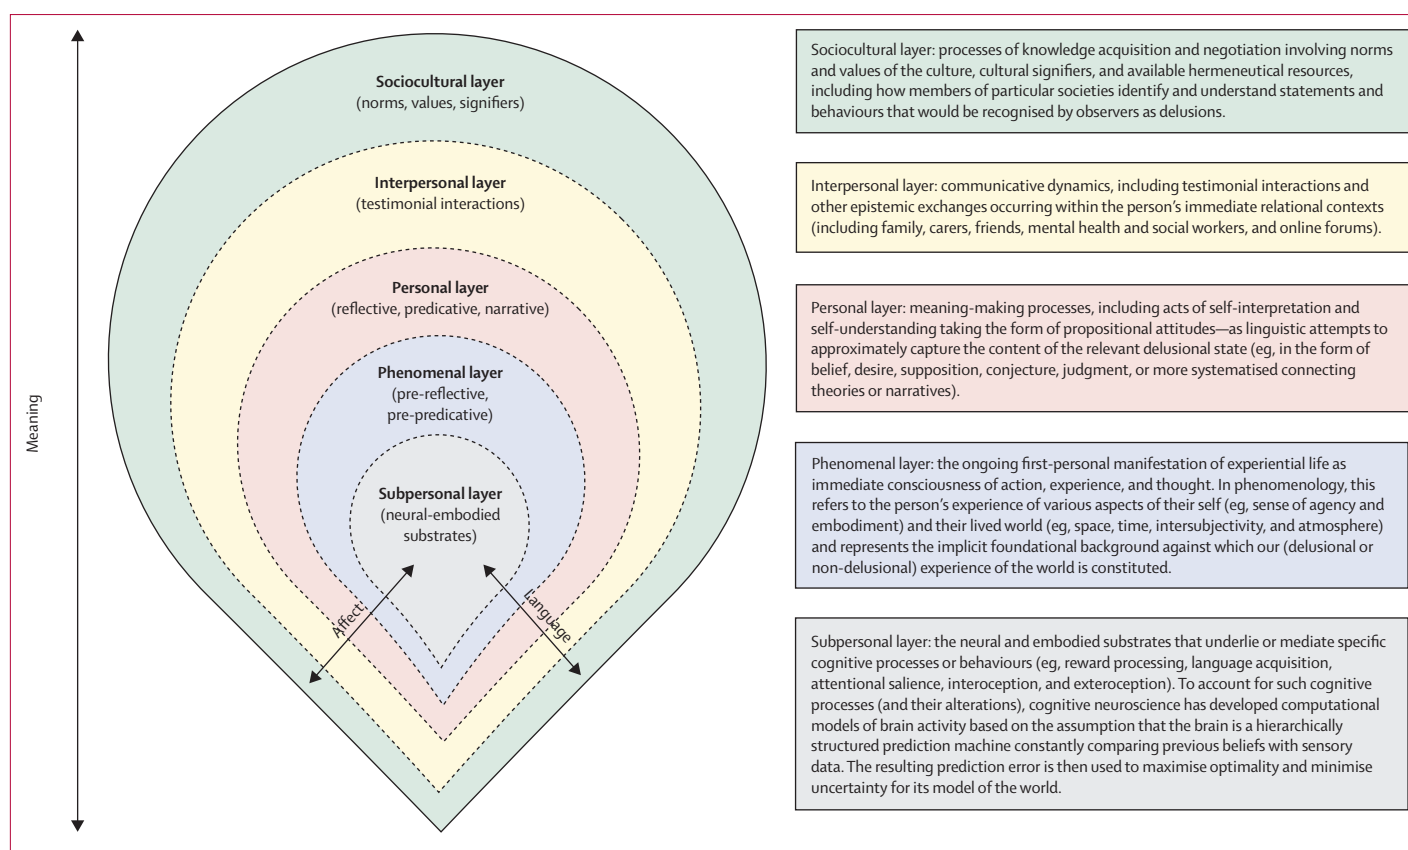 Meaning
Sociocultural layer
(norms, values, signifiers)
Interpersonal layer
(testimonial interactions)
Personal layer
(reflective, predicative, narrative)
Phenomenal layer
(pre-reflective,
pre-predicative)
Subpersonal layer
(neural-embodied
substrates)
Affect
Language
Sociocultural layer: processes of knowledge acquisition and negotiation involving norms
and values of the culture, cultural signifiers, and available hermeneutical resources,
including how members of particular societies identify and understand statements and
behaviours that would be recognised by observers as delusions.
Interpersonal layer: communicative dynamics, including testimonial interactions and
other epistemic exchanges occurring within the person’s immediate relational contexts
(including family, carers, friends, mental health and social workers, and online forums).
Personal layer: meaning-making processes, including acts of self-interpretation and
self-understanding taking the form of propositional attitudes—as linguistic attempts to
approximately capture the content of the relevant delusional state (eg, in the form of
belief, desire, supposition, conjecture, judgment, or more systematised connecting
theories or narratives).
Phenomenal layer: the ongoing first-personal manifestation of experiential life as
immediate consciousness of action, experience, and thought. In phenomenology, this
refers to the person’s experience of various aspects of their self (eg, sense of agency and
embodiment) and their lived world (eg, space, time, intersubjectivity, and atmosphere)
and represents the implicit foundational background against which our (delusional or
non-delusional) experience of the world is constituted.
Subpersonal layer: the neural and embodied substrates that underlie or mediate specific
cognitive processes or behaviours (eg, reward processing, language acquisition,
attentional salience, interoception, and exteroception). To account for such cognitive
processes (and their alterations), cognitive neuroscience has developed computational
models of brain activity based on the assumption that the brain is a hierarchically
structured prediction machine constantly comparing previous beliefs with sensory
data. The resulting prediction error is then used to maximise optimality and minimise
uncertainty for its model of the world.